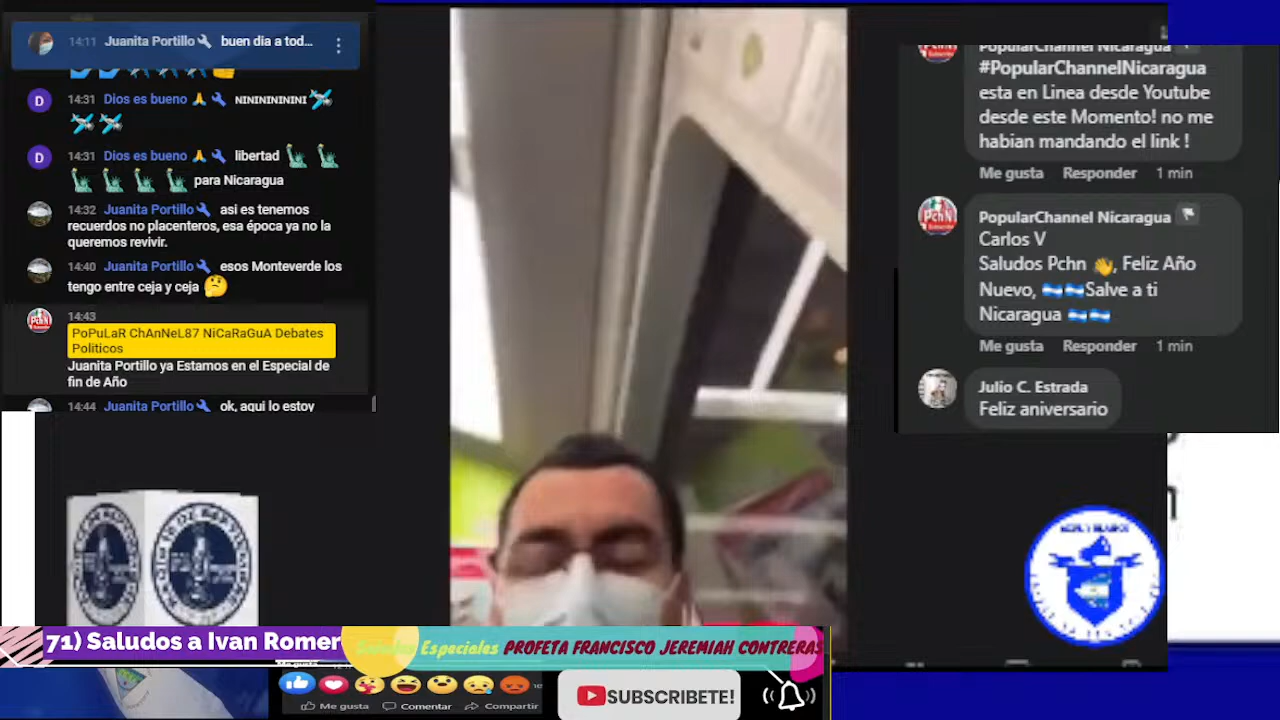 14:11 Juanita Portillo buen dia a tod...
14:31 Dios es bueno 🙏 NINININININI
14:31 Dios es bueno 🙏 libertad
para Nicaragua
14:32 Juanita Portillo asi es tenemos
recuerdos no placenteros, esa época ya no la
queremos revivir.
14:40 Juanita Portillo esos Monteverde los
tengo entre ceja y ceja 🤔
14:43
PoPuLaR ChAnNeL87 NiCaRaGuA Debates
Politicos
Juanita Portillo ya Estamos en el Especial de
fin de Año
14:44 Juanita Portillo ok, aqui lo estoy
PopularChannel Nicaragua
#PopularChannelNicaragua
esta en Linea desde Youtube
desde este Momento! no me
habian mandando el link !
Me gusta Responder 1 min
PopularChannel Nicaragua
Carlos V
Saludos Pchn 👋, Feliz Año
Nuevo, 🇳🇮🇳🇮Salve a ti
Nicaragua 🇳🇮🇳🇮
Me gusta Responder 1 min
Julio C. Estrada
Feliz aniversario
71) Saludos a Ivan Romer
Especiales PROFETA FRANCISCO JEREMIAH CONTRERAS
Me gusta Comentar Compartir
SUBSCRIBETE!